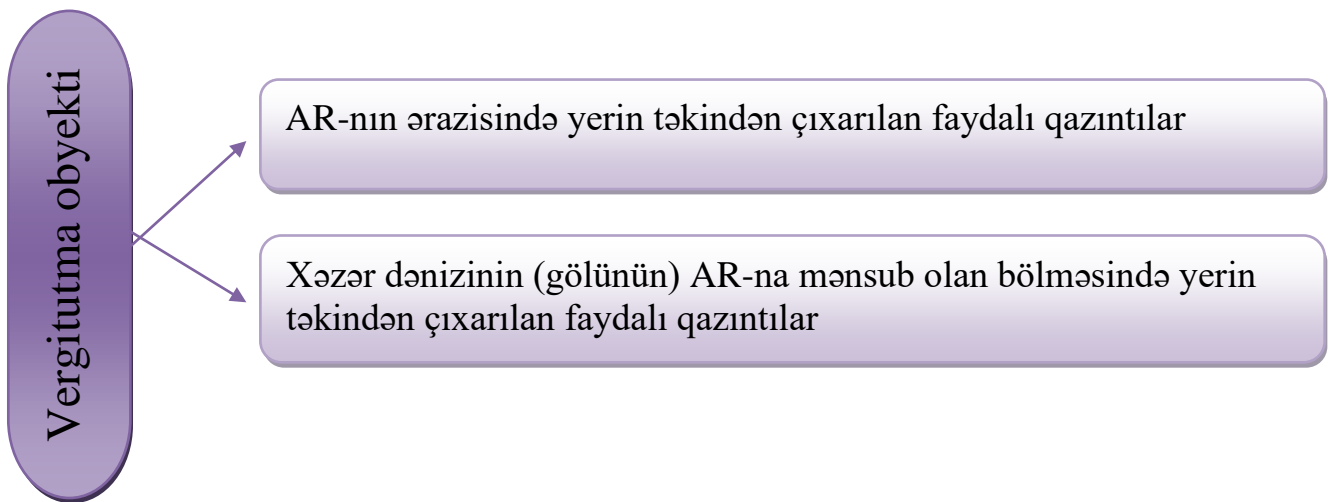 Vergitutma obyekti
AR-nın ərazisində yerin təkindən çıxarılan faydalı qazıntılar
Xəzər dənizinin (gölünün) AR-na mənsub olan bölməsində yerin
təkindən çıxarılan faydalı qazıntılar